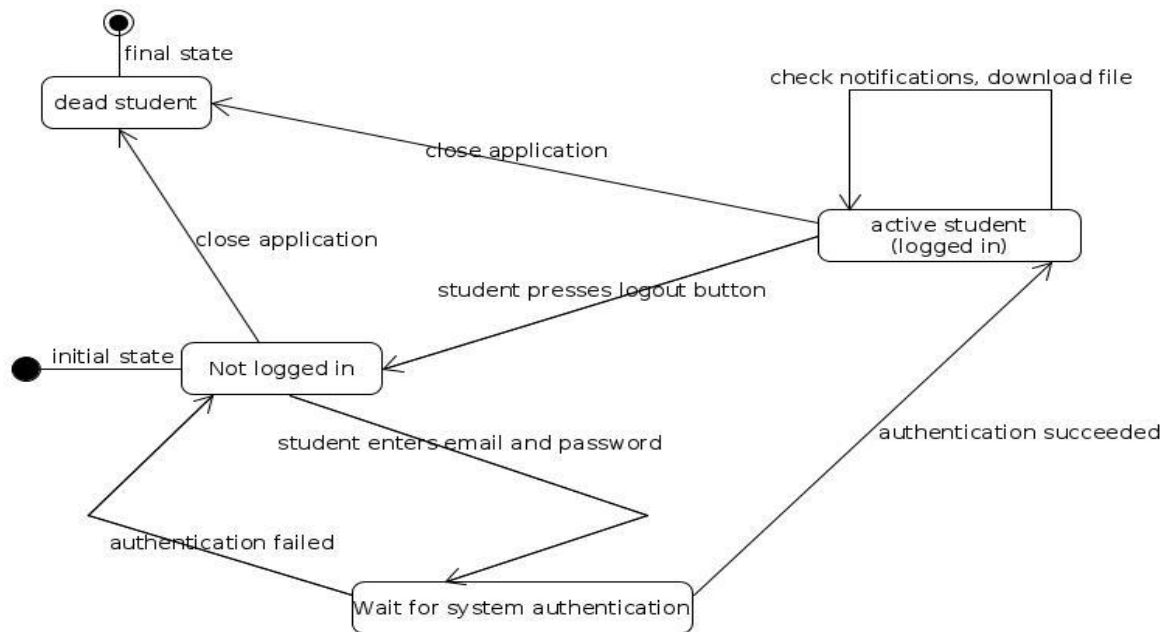 final state
dead student
check notifications, download file
close application
active student
(logged in)
close application
student presses logout button
initial state
Not logged in
student enters email and password
authentication succeeded
authentication failed
Wait for system authentication